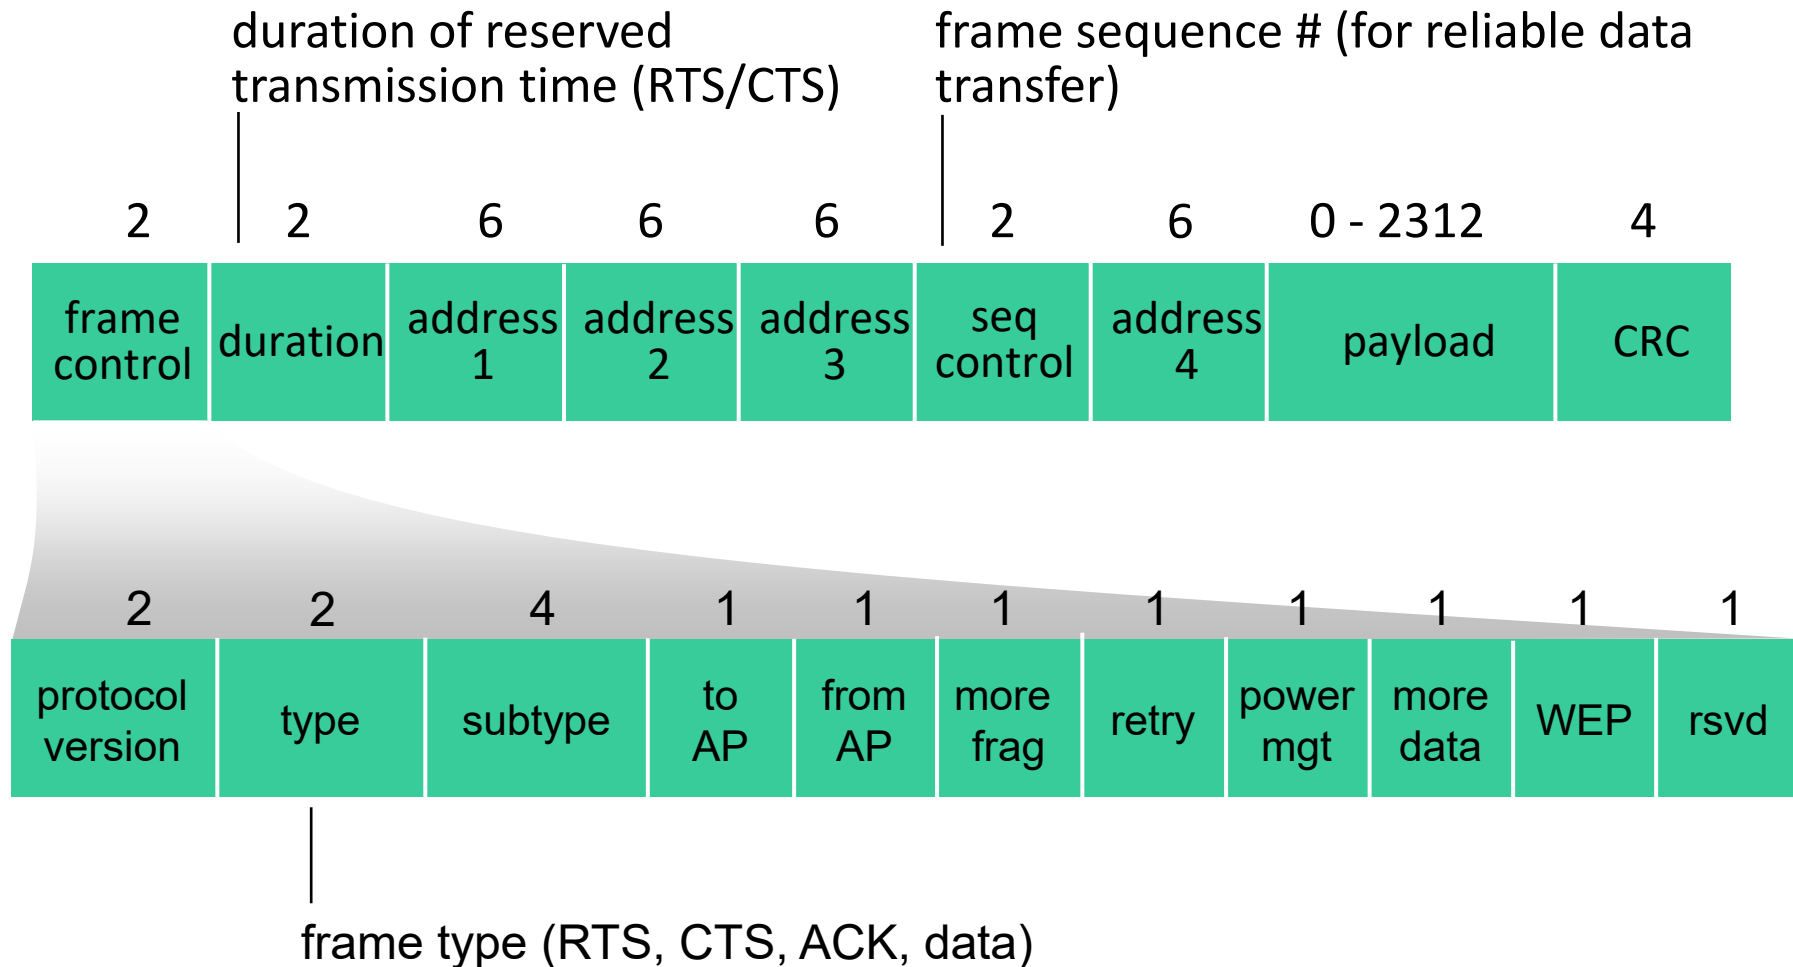 duration of reserved
transmission time (RTS/CTS)
frame sequence # (for reliable data
transfer)
2 2 6 6 6 2 6 0 - 2312 4
frame
control
duration
address
1
address
2
address
3
seq
control
address
4
payload
CRC
2 2 4 1 1 1 1 1 1 1 1
protocol
version
type
subtype
to
AP
from
AP
more
frag
retry
power
mgt
more
data
WEP
rsvd
frame type (RTS, CTS, ACK, data)